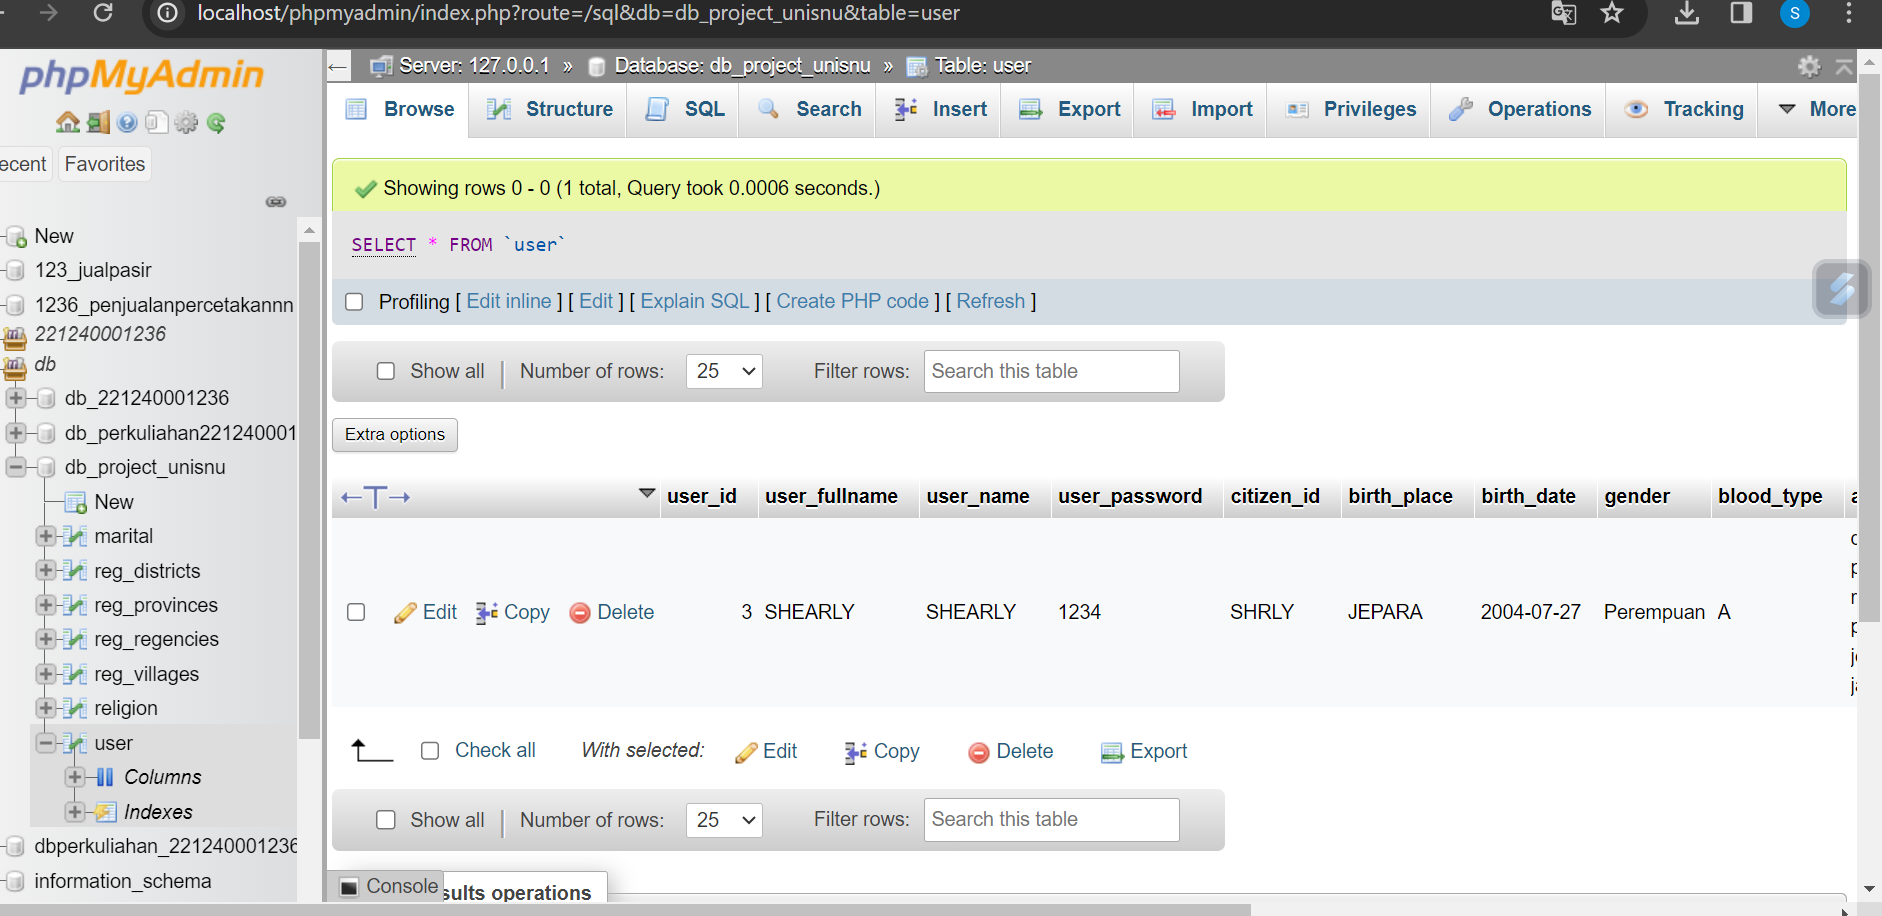 localhost/phpmyadmin/index.php?route=/sql&db=db_project_unisnu&table=user
S
phpMyAdmin
ecent Favorites
New
123_jualpasir
1236_penjualanpercetakannn
221240001236
db
db_221240001236
db_perkuliahan221240001
db_project_unisnu
New
marital
reg_districts
reg_provinces
reg_regencies
reg_villages
religion
user
Columns
Indexes
dbperkuliahan_221240001236
information_schema
Server: 127.0.0.1 » Database: db_project_unisnu » Table: user
Browse Structure SQL Search Insert Export Import Privileges Operations Tracking More
Showing rows 0 - 0 (1 total, Query took 0.0006 seconds.)
SELECT * FROM `user`
Profiling [ Edit inline ] [ Edit ] [ Explain SQL ] [ Create PHP code ] [ Refresh ]
Show all Number of rows: 25 Filter rows: Search this table
Extra options
←T→ user_id user_fullname user_name user_password citizen_id birth_place birth_date gender blood_type a
Edit Copy Delete 3 SHEARLY SHEARLY 1234 SHRLY JEPARA 2004-07-27 Perempuan A
Check all With selected: Edit Copy Delete Export
Show all Number of rows: 25 Filter rows: Search this table
Console sults operations